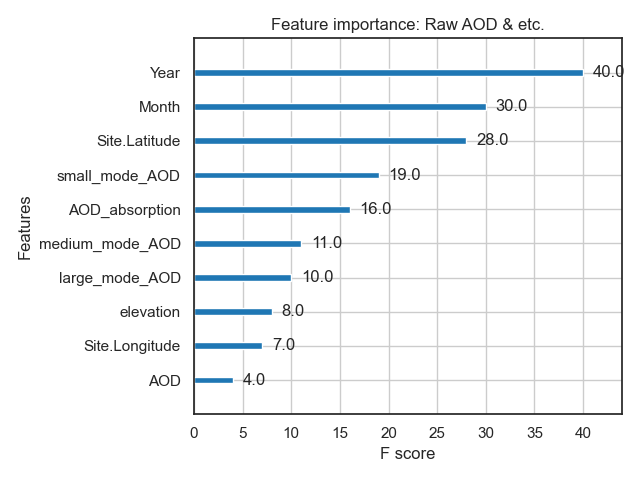 Feature importance: Raw AOD & etc.
Features
Year 40.0
Month 30.0
Site.Latitude 28.0
small_mode_AOD 19.0
AOD_absorption 16.0
medium_mode_AOD 11.0
large_mode_AOD 10.0
elevation 8.0
Site.Longitude 7.0
AOD 4.0
0 5 10 15 20 25 30 35 40
F score